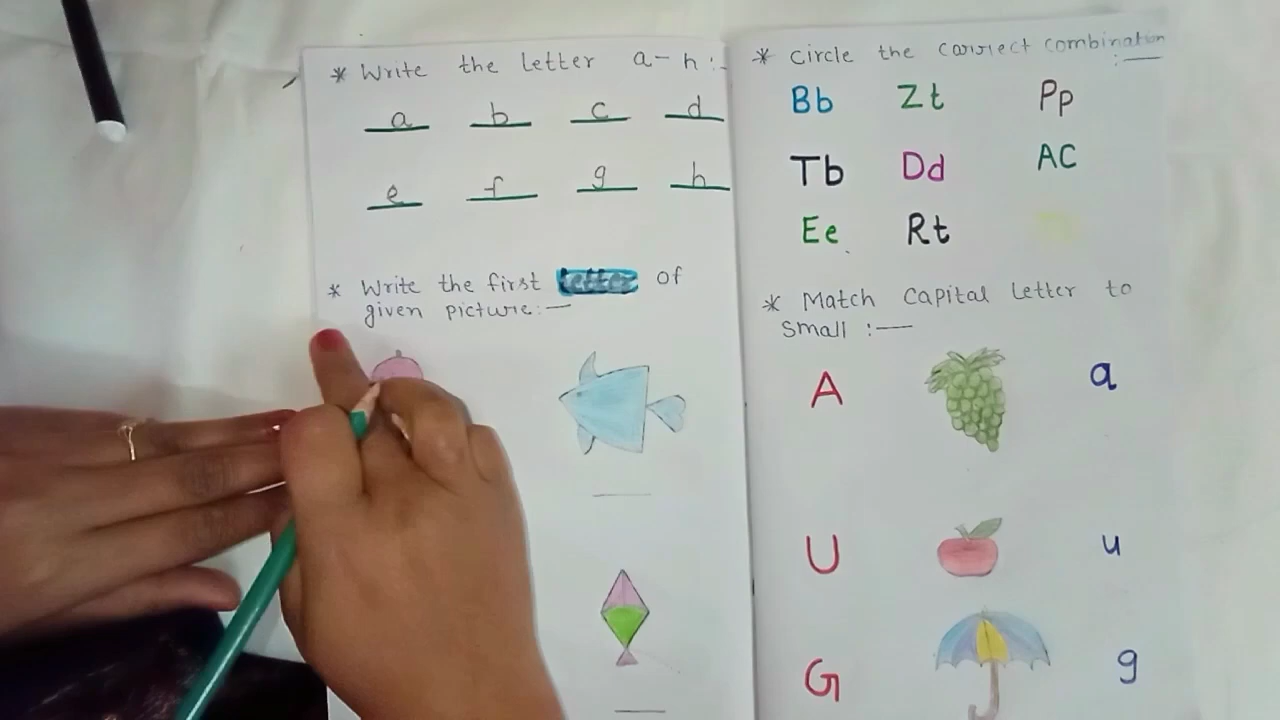 * Write the letter a-h:-
a b c d
e f g h
* Write the first letter of
given picture:—
* Circle the correct combination
:—
Bb Zt Pp
Tb Dd AC
Ee Rt
* Match Capital letter to
small :—
A a
U u
G g